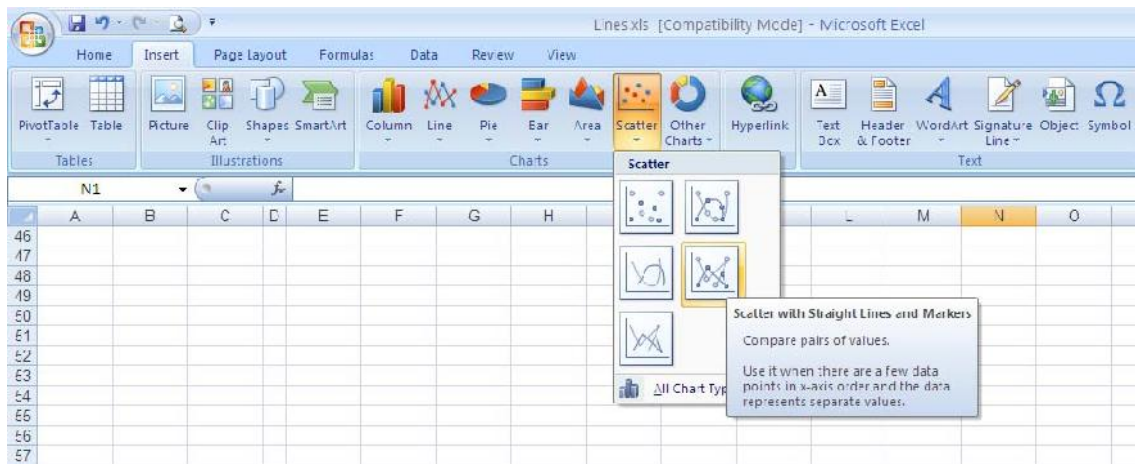 Lines.xls [Compatibility Mode] - Microsoft Excel
Home Insert Page Layout Formulas Data Review View
PivotTable Table Picture Clip Art Shapes SmartArt Column Line Pie Bar Area Scatter Other Charts Hyperlink Text Box Header & Footer WordArt Signature Line Object Symbol
Tables Illustrations Charts Text
Scatter
N1 fx
A B C D E F G H L M N O
46
47
48
49
50
51
52
53
54
55
56
57
Scatter with Straight Lines and Markers
Compare pairs of values.
Use it when there are a few data
points in x-axis order and the data
represents separate values.
All Chart Typ